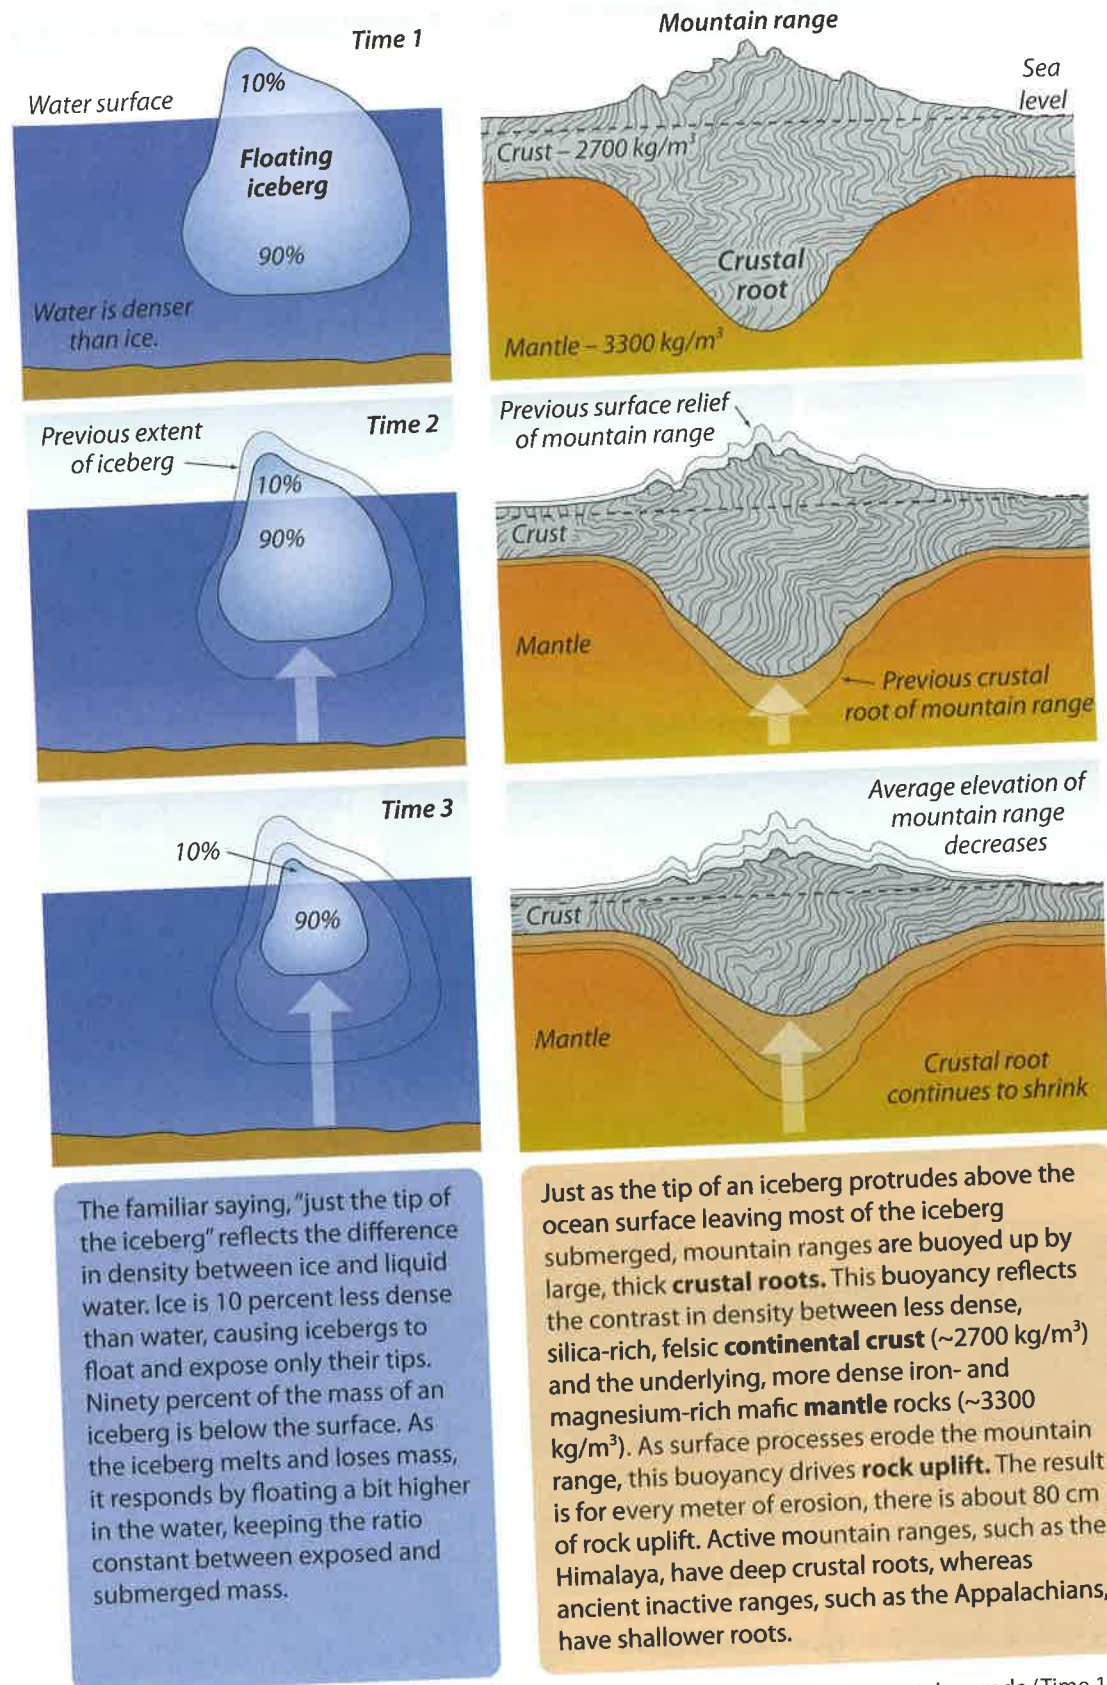 Time 1
10%
Water surface
Floating
iceberg
90%
Water is denser
than ice.
Mountain range
Sea
level
Crust – 2700 kg/m³
Crustal
root
Mantle – 3300 kg/m³
Previous extent
of iceberg
Time 2
10%
90%
Previous surface relief
of mountain range
Crust
Mantle
Previous crustal
root of mountain range
Time 3
10%
90%
Average elevation of
mountain range
decreases
Crust
Mantle
Crustal root
continues to shrink
The familiar saying, "just the tip of
the iceberg" reflects the difference
in density between ice and liquid
water. Ice is 10 percent less dense
than water, causing icebergs to
float and expose only their tips.
Ninety percent of the mass of an
iceberg is below the surface. As
the iceberg melts and loses mass,
it responds by floating a bit higher
in the water, keeping the ratio
constant between exposed and
submerged mass.
Just as the tip of an iceberg protrudes above the
ocean surface leaving most of the iceberg
submerged, mountain ranges are buoyed up by
large, thick crustal roots. This buoyancy reflects
the contrast in density between less dense,
silica-rich, felsic continental crust (~2700 kg/m³)
and the underlying, more dense iron- and
magnesium-rich mafic mantle rocks (~3300
kg/m³). As surface processes erode the mountain
range, this buoyancy drives rock uplift. The result
is for every meter of erosion, there is about 80 cm
of rock uplift. Active mountain ranges, such as the
Himalaya, have deep crustal roots, whereas
ancient inactive ranges, such as the Appalachians,
have shallower roots.
(Time 1